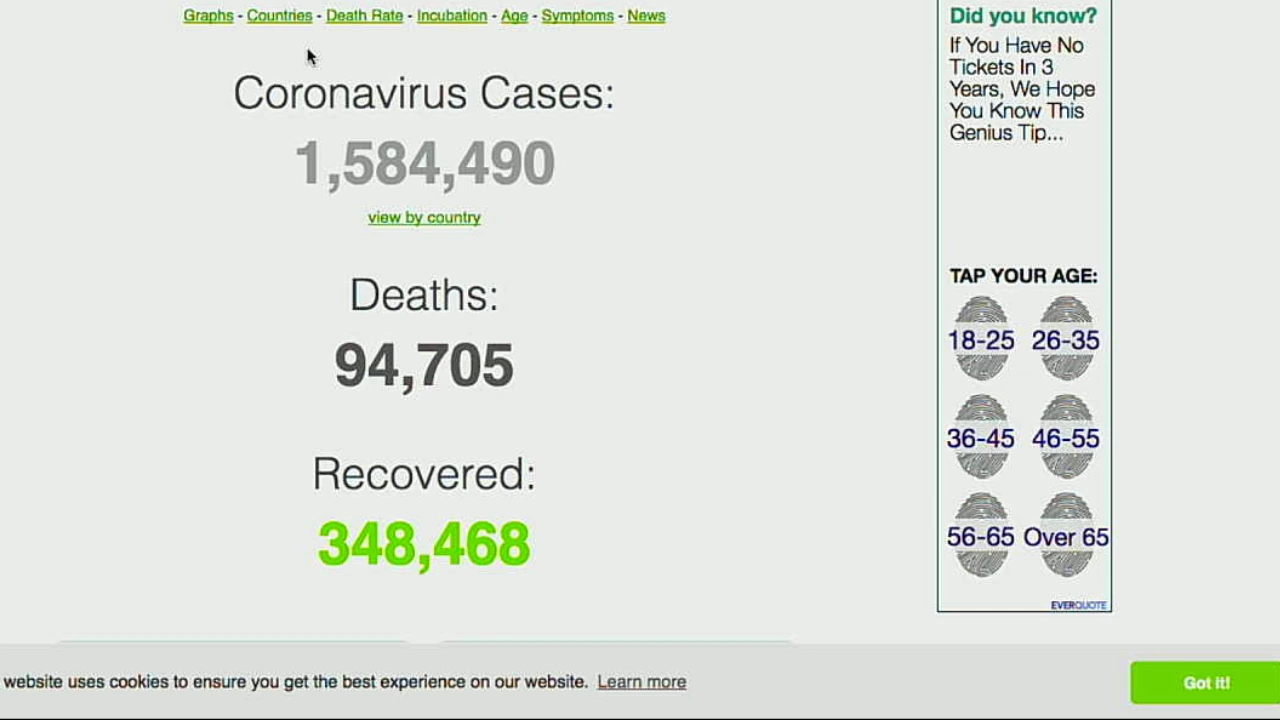 Graphs - Countries - Death Rate - Incubation - Age - Symptoms - News
Coronavirus Cases:
1,584,490
view by country
Deaths:
94,705
Recovered:
348,468
Did you know?
If You Have No
Tickets In 3
Years, We Hope
You Know This
Genius Tip...
TAP YOUR AGE:
18-25 26-35
36-45 46-55
56-65 Over 65
EVERQUOTE
website uses cookies to ensure you get the best experience on our website. Learn more
Got it!